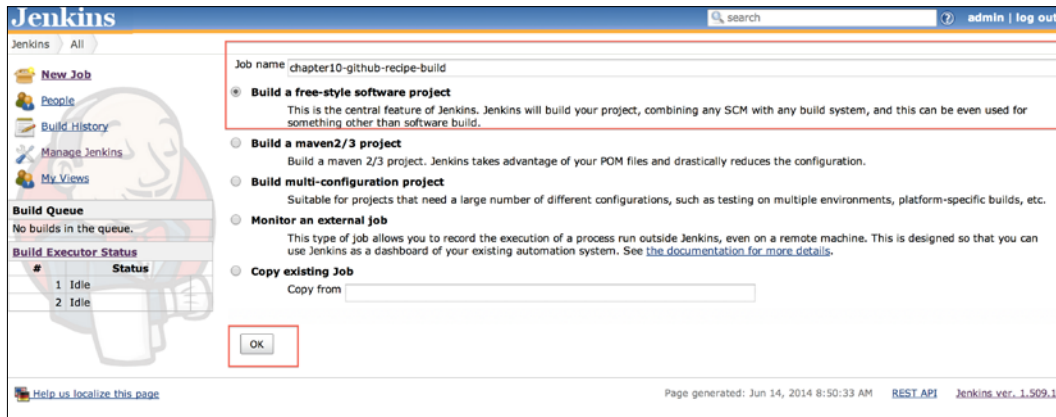 Jenkins
search
admin | log out
Jenkins
All
New Job
People
Build History
Manage Jenkins
My Views
Build Queue
No builds in the queue.
Build Executor Status
# Status
1 Idle
2 Idle
Job name chapter10-github-recipe-build
Build a free-style software project
This is the central feature of Jenkins. Jenkins will build your project, combining any SCM with any build system, and this can be even used for
something other than software build.
Build a maven2/3 project
Build a maven 2/3 project. Jenkins takes advantage of your POM files and drastically reduces the configuration.
Build multi-configuration project
Suitable for projects that need a large number of different configurations, such as testing on multiple environments, platform-specific builds, etc.
Monitor an external job
This type of job allows you to record the execution of a process run outside Jenkins, even on a remote machine. This is designed so that you can
use Jenkins as a dashboard of your existing automation system. See the documentation for more details.
Copy existing Job
Copy from
OK
Help us localize this page
Page generated: Jun 14, 2014 8:50:33 AM
REST API
Jenkins ver. 1.509.1